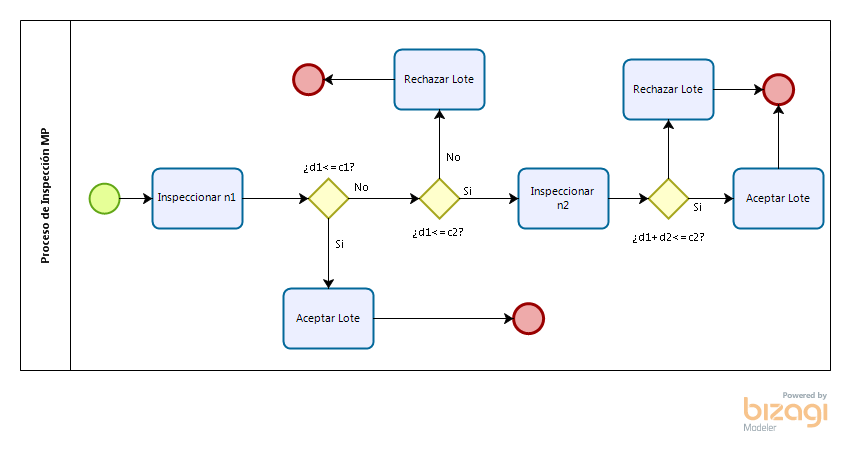 Proceso de Inspección MP
Rechazar Lote
Rechazar Lote
¿d1<=c1?
No
Inspeccionar n1
No
Si
Inspeccionar
n2
Si
Aceptar Lote
¿d1<=c2?
¿d1+d2<=c2?
Si
Aceptar Lote
Powered by
bizagi
Modeler